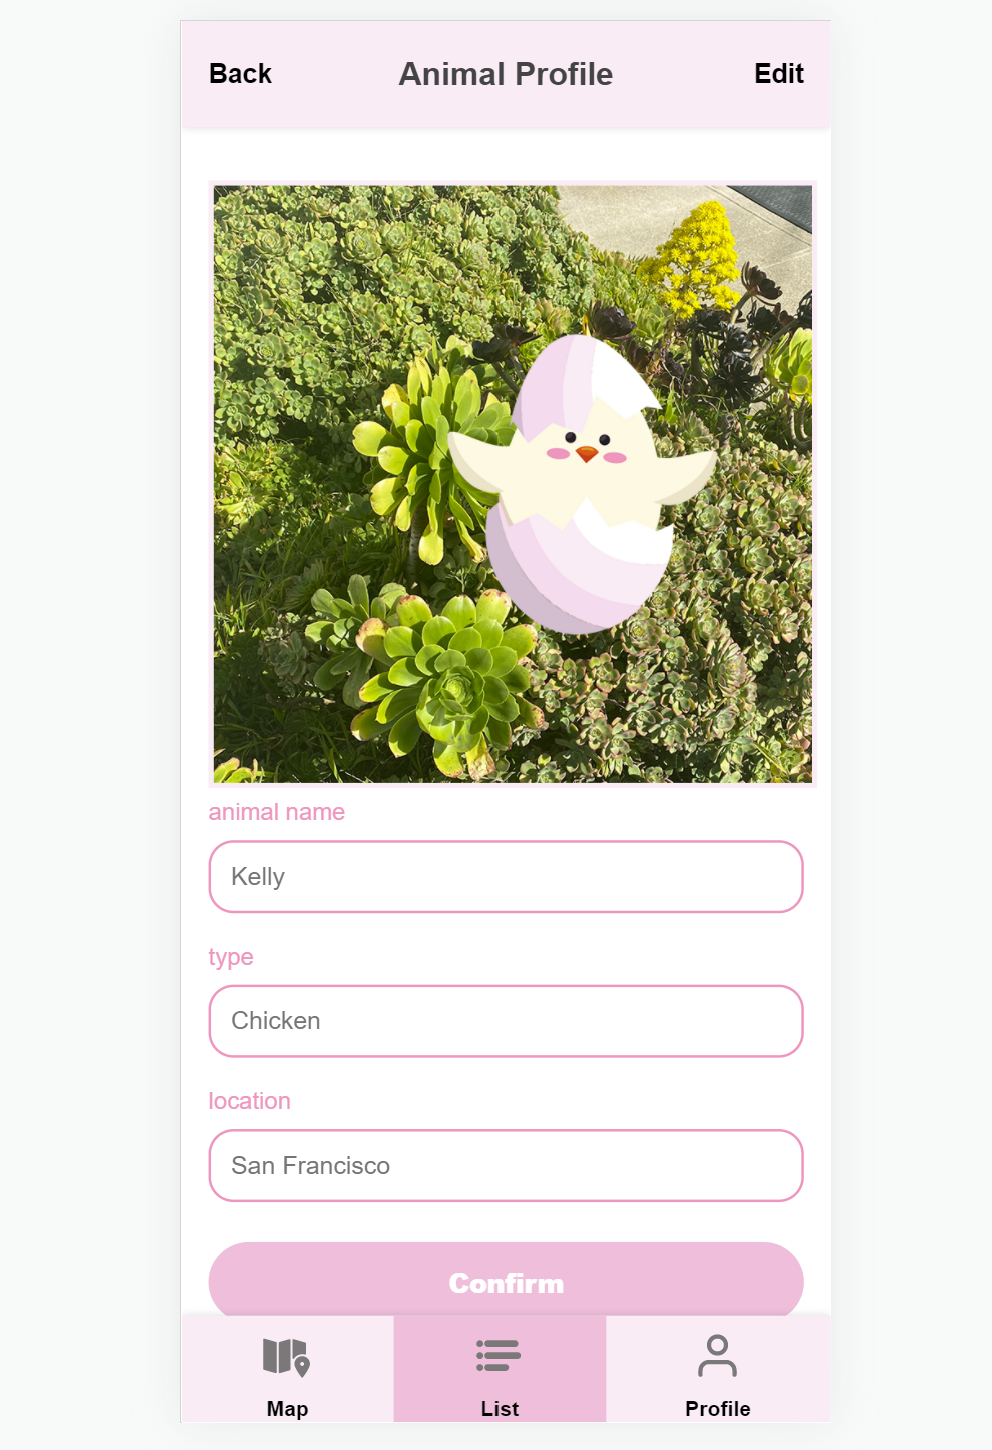 Back
Animal Profile
Edit
animal name
Kelly
type
Chicken
location
San Francisco
Confirm
Map
List
Profile